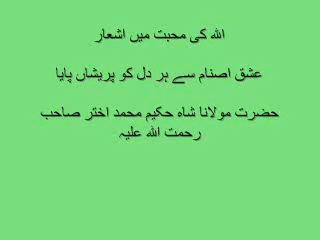 اللہ کی محبت میں اشعار
عشق اصنام سے ہر دل کو پریشاں پایا
حضرت مولانا شاہ حکیم محمد اختر صاحب
رحمت اللہ علیہ